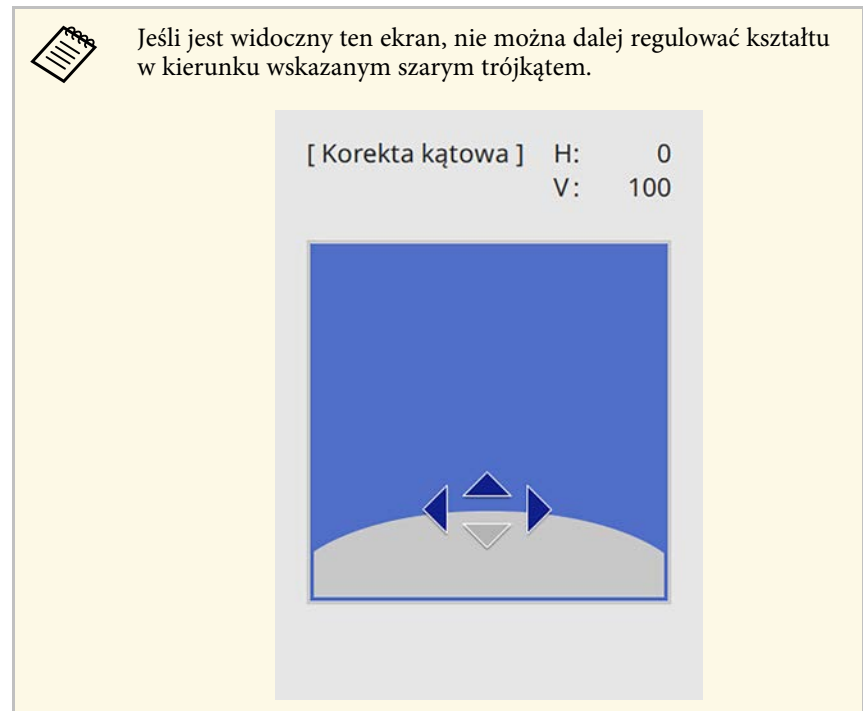 Jeśli jest widoczny ten ekran, nie można dalej regulować kształtu
w kierunku wskazanym szarym trójkątem.
[ Korekta kątowa ] H: 0
V: 100